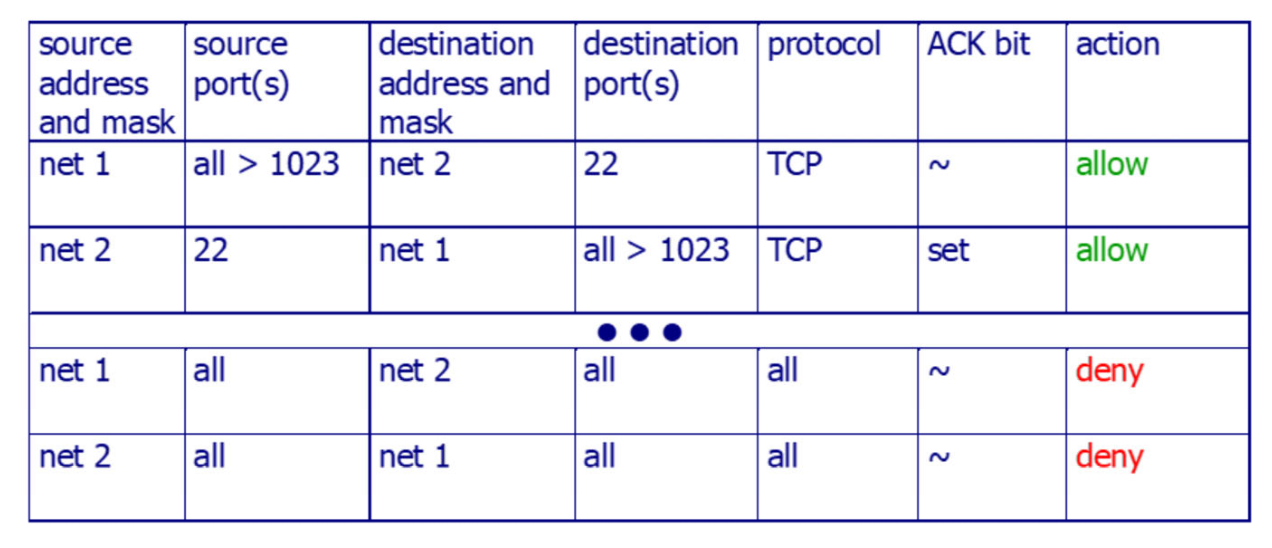 source address and mask	source port(s)	destination address and mask	destination port(s)	protocol	ACK bit	action
net 1	all > 1023	net 2	22	TCP	~	allow
net 2	22	net 1	all > 1023	TCP	set	allow
● ● ●
net 1	all	net 2	all	all	~	deny
net 2	all	net 1	all	all	~	deny